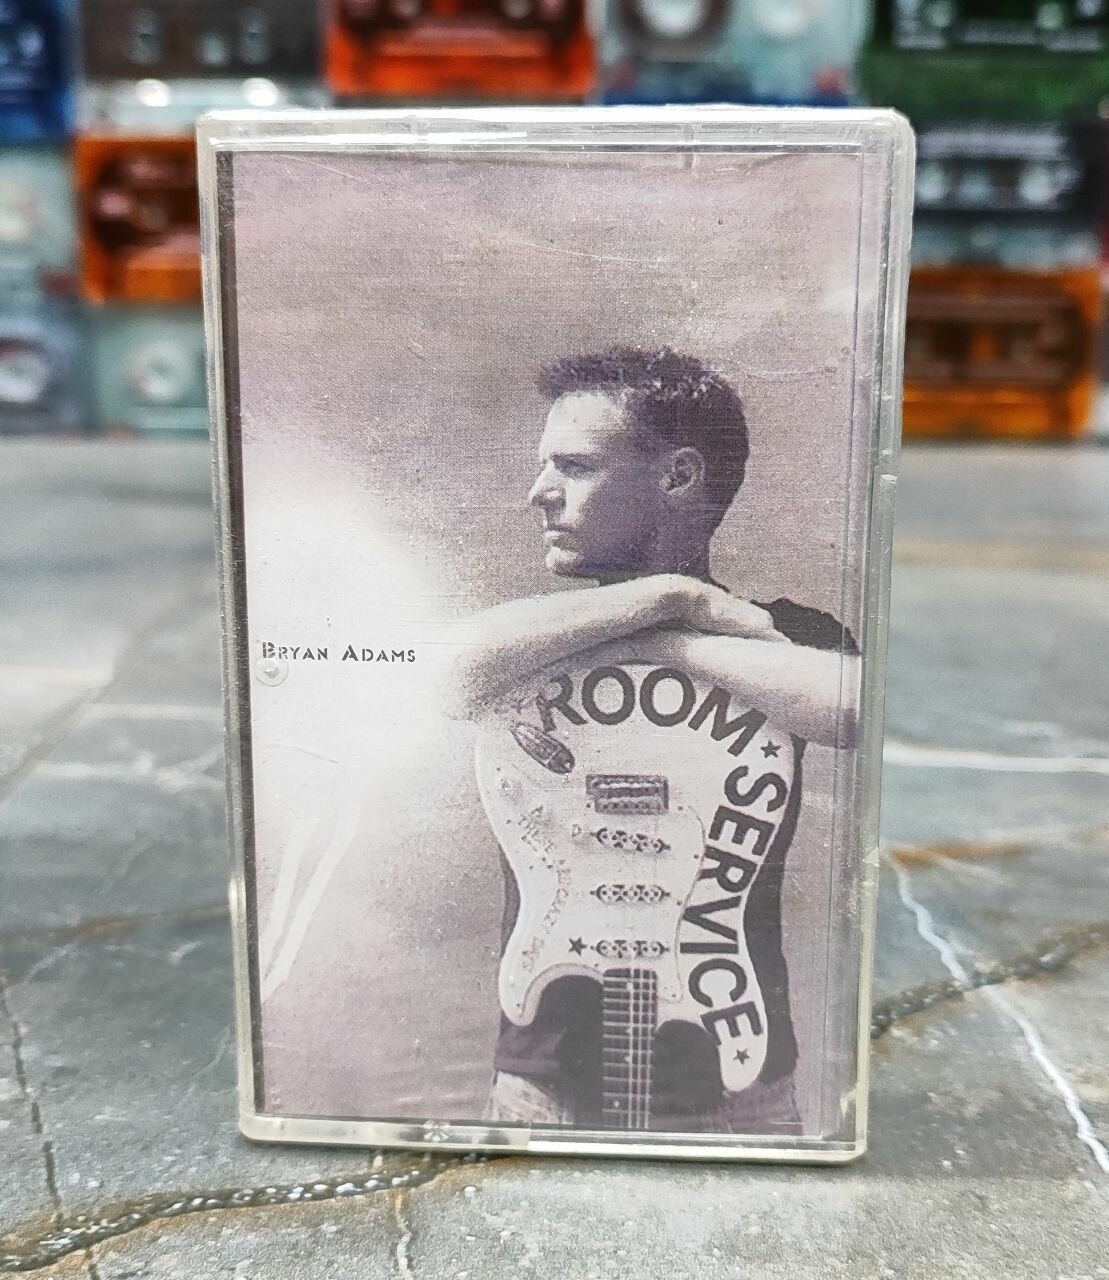 BRYAN ADAMS
ROOM ★ SERVICE ★